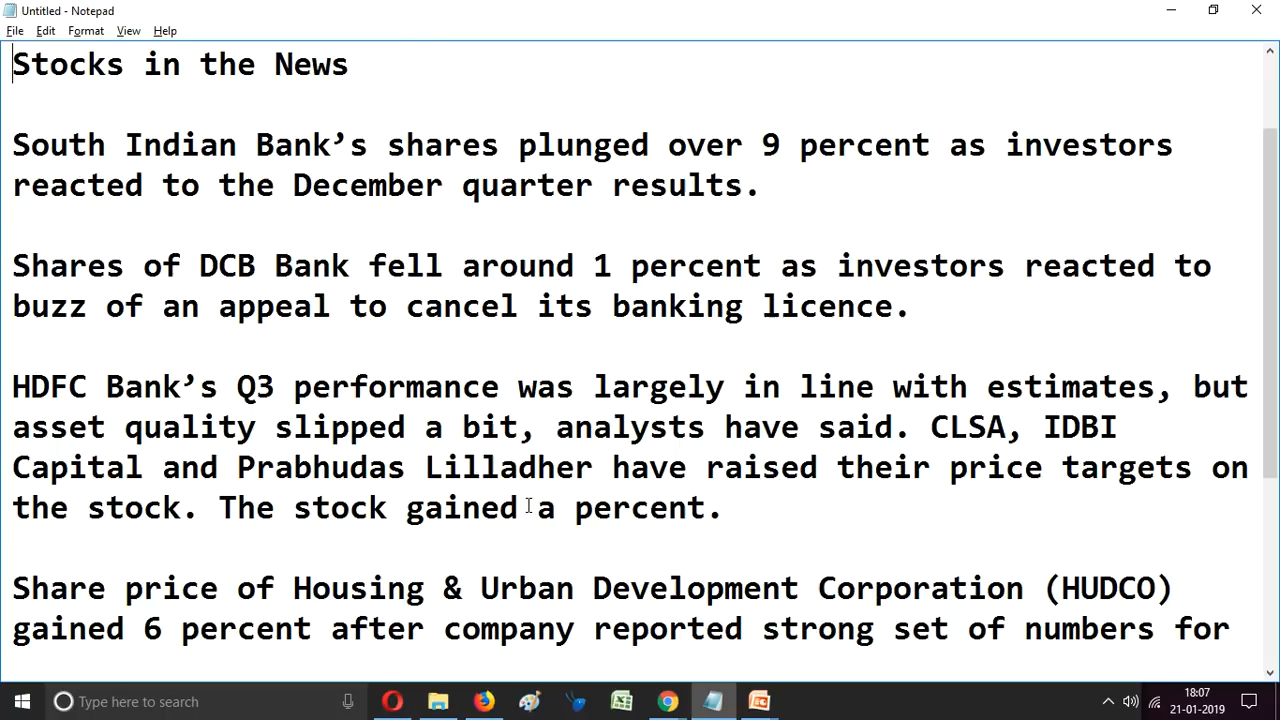 Untitled - Notepad
File Edit Format View Help
Stocks in the News
South Indian Bank’s shares plunged over 9 percent as investors
reacted to the December quarter results.
Shares of DCB Bank fell around 1 percent as investors reacted to
buzz of an appeal to cancel its banking licence.
HDFC Bank’s Q3 performance was largely in line with estimates, but
asset quality slipped a bit, analysts have said. CLSA, IDBI
Capital and Prabhudas Lilladher have raised their price targets on
the stock. The stock gained a percent.
Share price of Housing & Urban Development Corporation (HUDCO)
gained 6 percent after company reported strong set of numbers for
Type here to search
18:07
21-01-2019